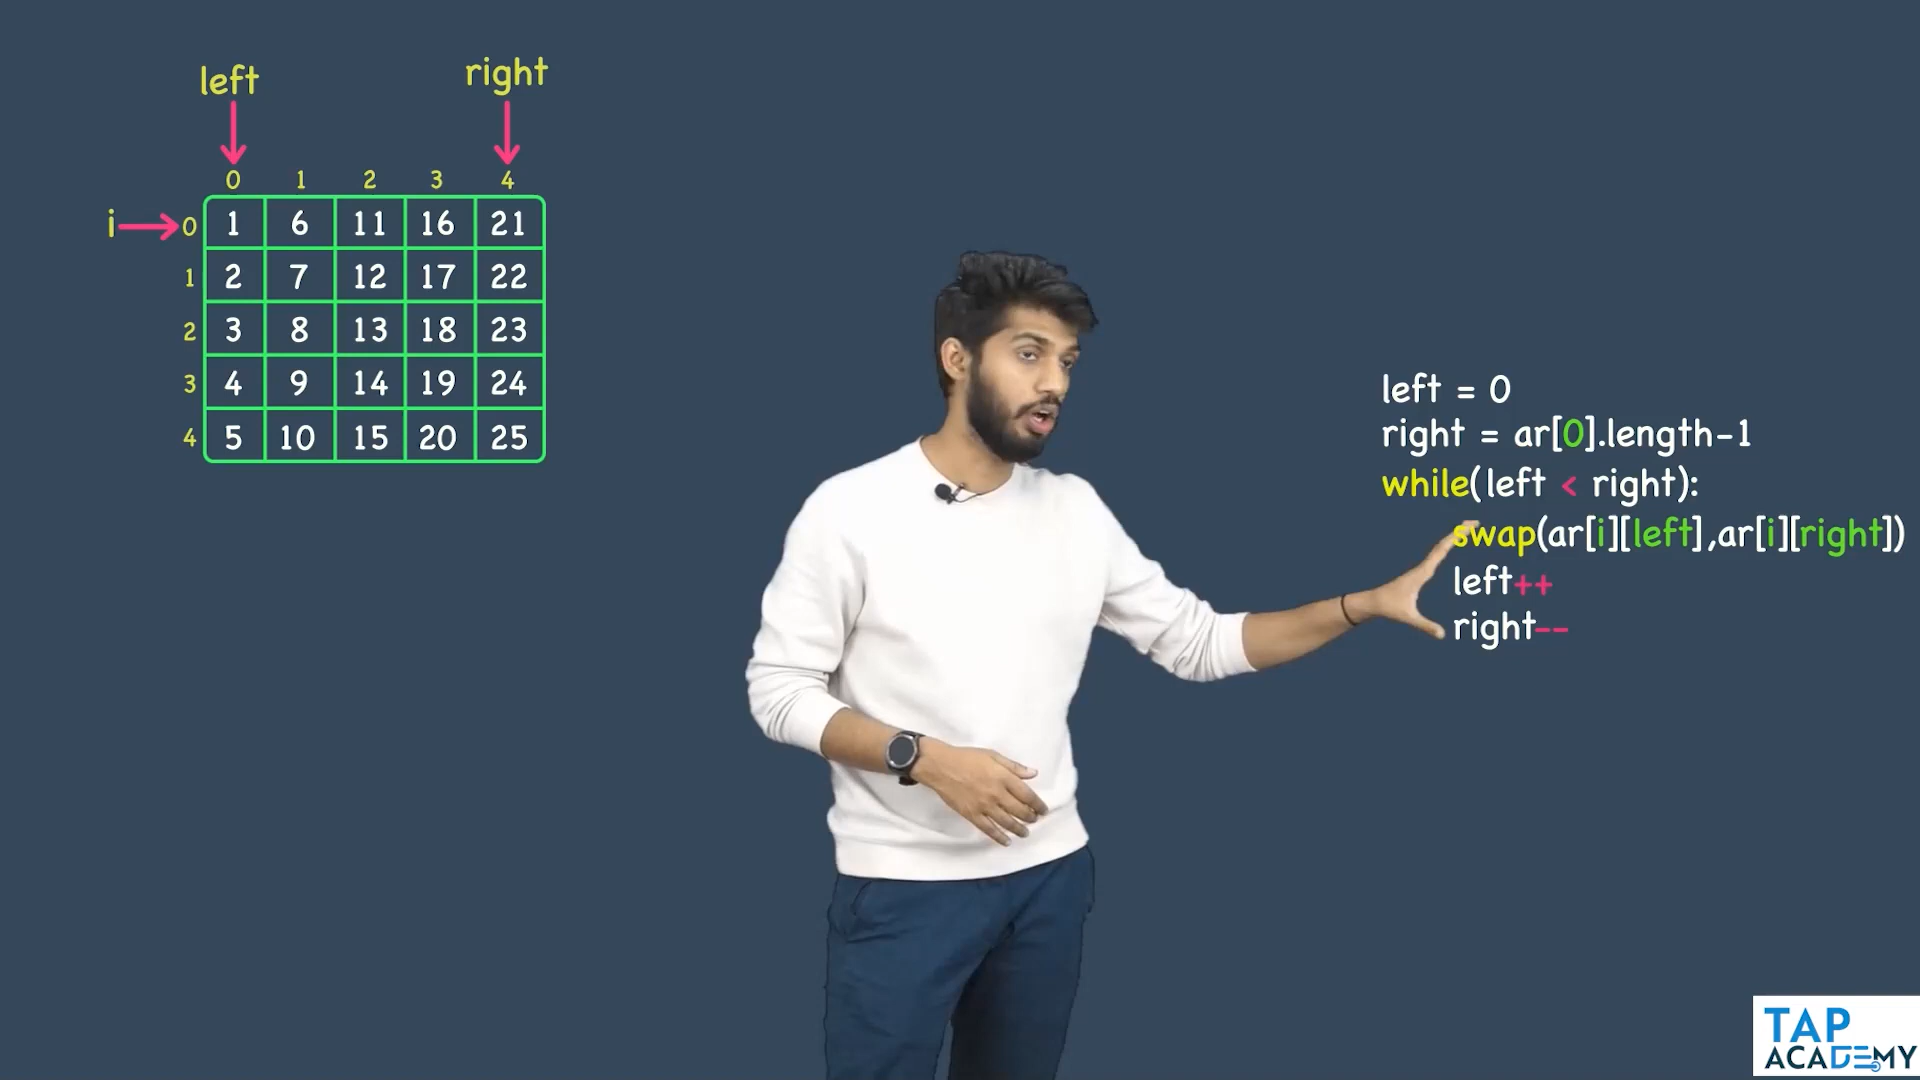 left right
0 1 2 3 4
i 0 1 6 11 16 21
1 2 7 12 17 22
2 3 8 13 18 23
3 4 9 14 19 24
4 5 10 15 20 25
left = 0
right = ar[0].length-1
while(left < right):
swap(ar[i][left],ar[i][right])
left++
right--
TAP
ACADEMY